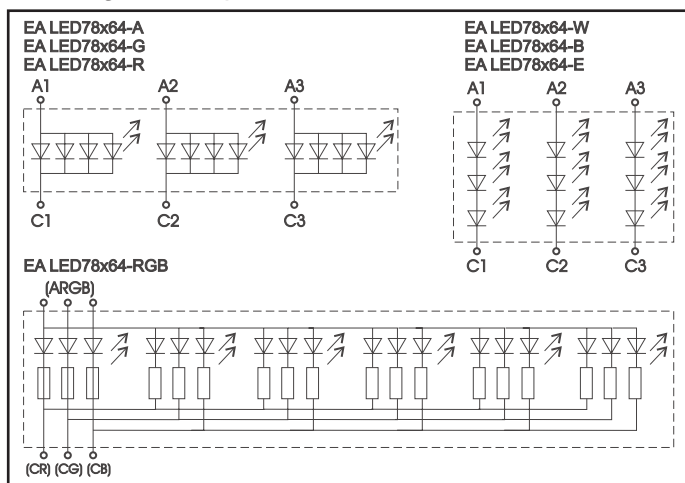 EA LED78x64-A
EA LED78x64-G
EA LED78x64-R
A1 A2 A3
C1 C2 C3
EA LED78x64-W
EA LED78x64-B
EA LED78x64-E
A1 A2 A3
C1 C2 C3
EA LED78x64-RGB
(ARGB)
(CR) (CG) (CB)